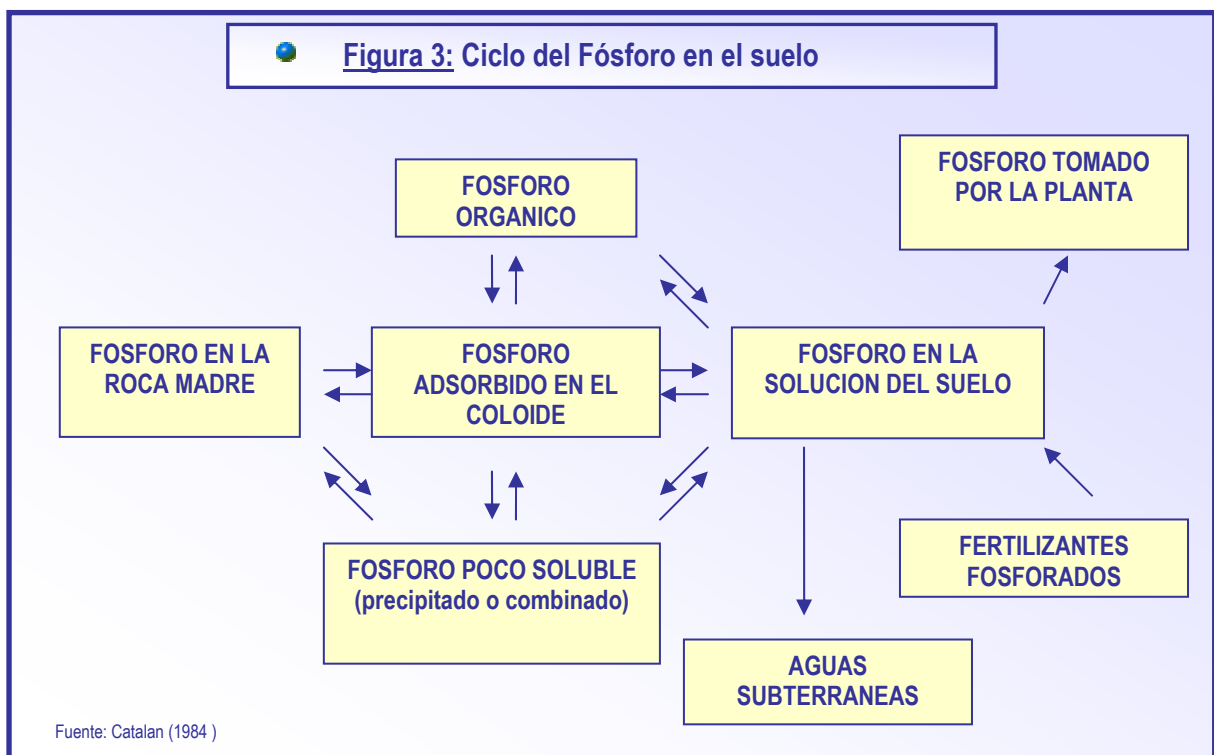 Figura 3: Ciclo del Fósforo en el suelo
FOSFORO TOMADO
POR LA PLANTA
FOSFORO
ORGANICO
FOSFORO EN LA
ROCA MADRE
FOSFORO
ADSORBIDO EN EL
COLOIDE
FOSFORO EN LA
SOLUCION DEL SUELO
FOSFORO POCO SOLUBLE
(precipitado o combinado)
FERTILIZANTES
FOSFORADOS
AGUAS
SUBTERRANEAS
Fuente: Catalan (1984 )